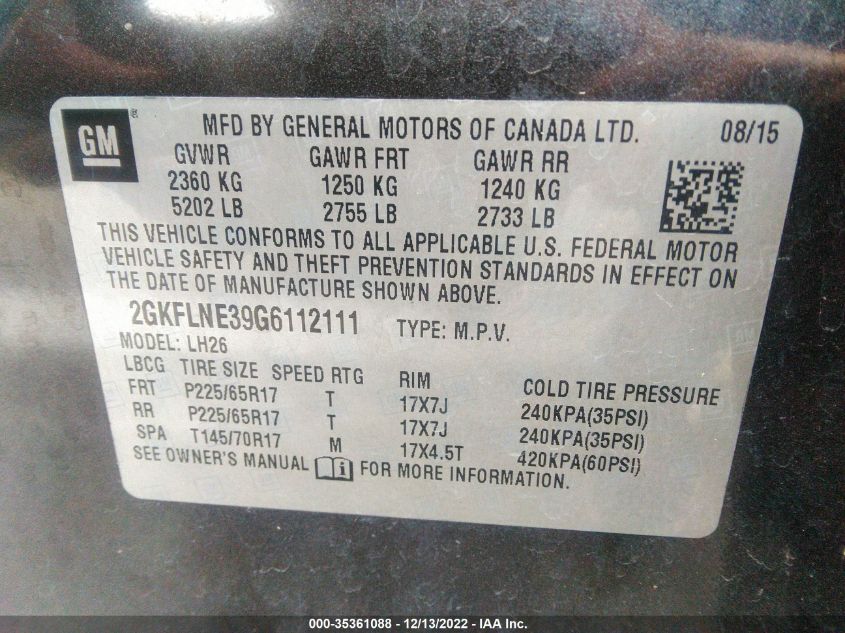 GM ®
MFD BY GENERAL MOTORS OF CANADA LTD. 08/15
GVWR GAWR FRT GAWR RR
2360 KG 1250 KG 1240 KG
5202 LB 2755 LB 2733 LB
THIS VEHICLE CONFORMS TO ALL APPLICABLE U.S. FEDERAL MOTOR
VEHICLE SAFETY AND THEFT PREVENTION STANDARDS IN EFFECT ON
THE DATE OF MANUFACTURE SHOWN ABOVE.
2GKFLNE39G6112111 TYPE: M.P.V.
MODEL: LH26
LBCG TIRE SIZE SPEED RTG RIM COLD TIRE PRESSURE
FRT P225/65R17 T 17X7J 240KPA(35PSI)
RR P225/65R17 T 17X7J 240KPA(35PSI)
SPA T145/70R17 M 17X4.5T 420KPA(60PSI)
SEE OWNER'S MANUAL i FOR MORE INFORMATION.
000-35361088 - 12/13/2022 - IAA Inc.